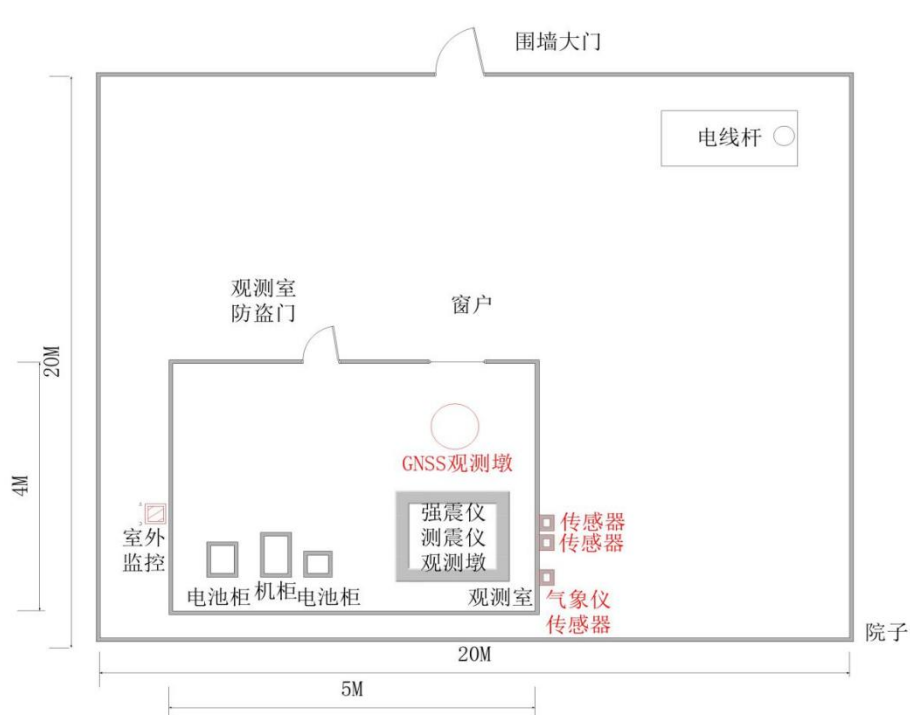 围墙大门
电线杆
观测室
防盗门
窗户
20M
4M
GNSS观测墩
强震仪
测震仪
观测墩
传感器
传感器
室外
监控
电池柜
机柜
电池柜
观测室
气象仪
传感器
院子
20M
5M